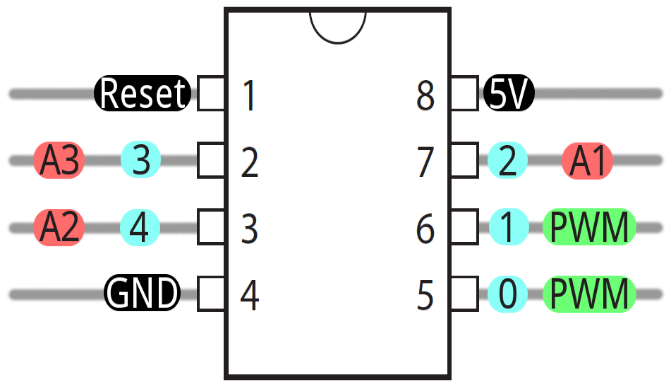 Reset 1 8 5V
A3 3 2 7 2 A1
A2 4 3 6 1 PWM
GND 4 5 0 PWM